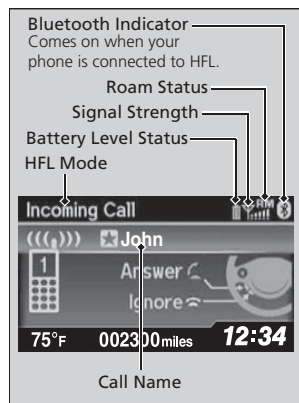 Bluetooth Indicator
Comes on when your
phone is connected to HFL.
Roam Status
Signal Strength
Battery Level Status
HFL Mode
Incoming Call
RM
John
1
Answer
Ignore
75°F 002300 miles 12:34
Call Name